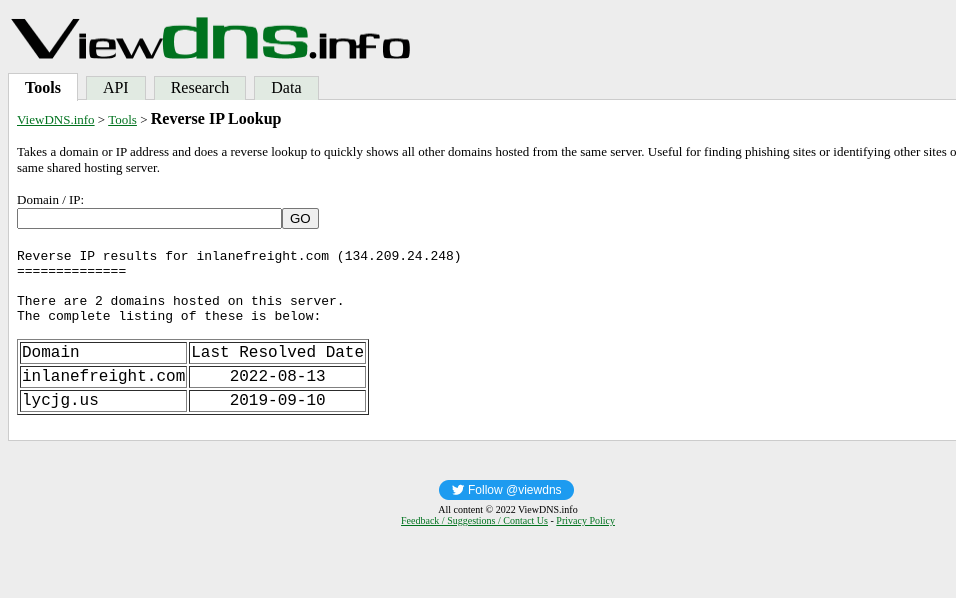 Viewdns.info
Tools API Research Data
ViewDNS.info > Tools > Reverse IP Lookup
Takes a domain or IP address and does a reverse lookup to quickly shows all other domains hosted from the same server. Useful for finding phishing sites or identifying other sites o
same shared hosting server.
Domain / IP:
GO
Reverse IP results for inlanefreight.com (134.209.24.248)
==============
There are 2 domains hosted on this server.
The complete listing of these is below:
Domain Last Resolved Date
inlanefreight.com 2022-08-13
lycjg.us 2019-09-10
Follow @viewdns
All content © 2022 ViewDNS.info
Feedback / Suggestions / Contact Us - Privacy Policy